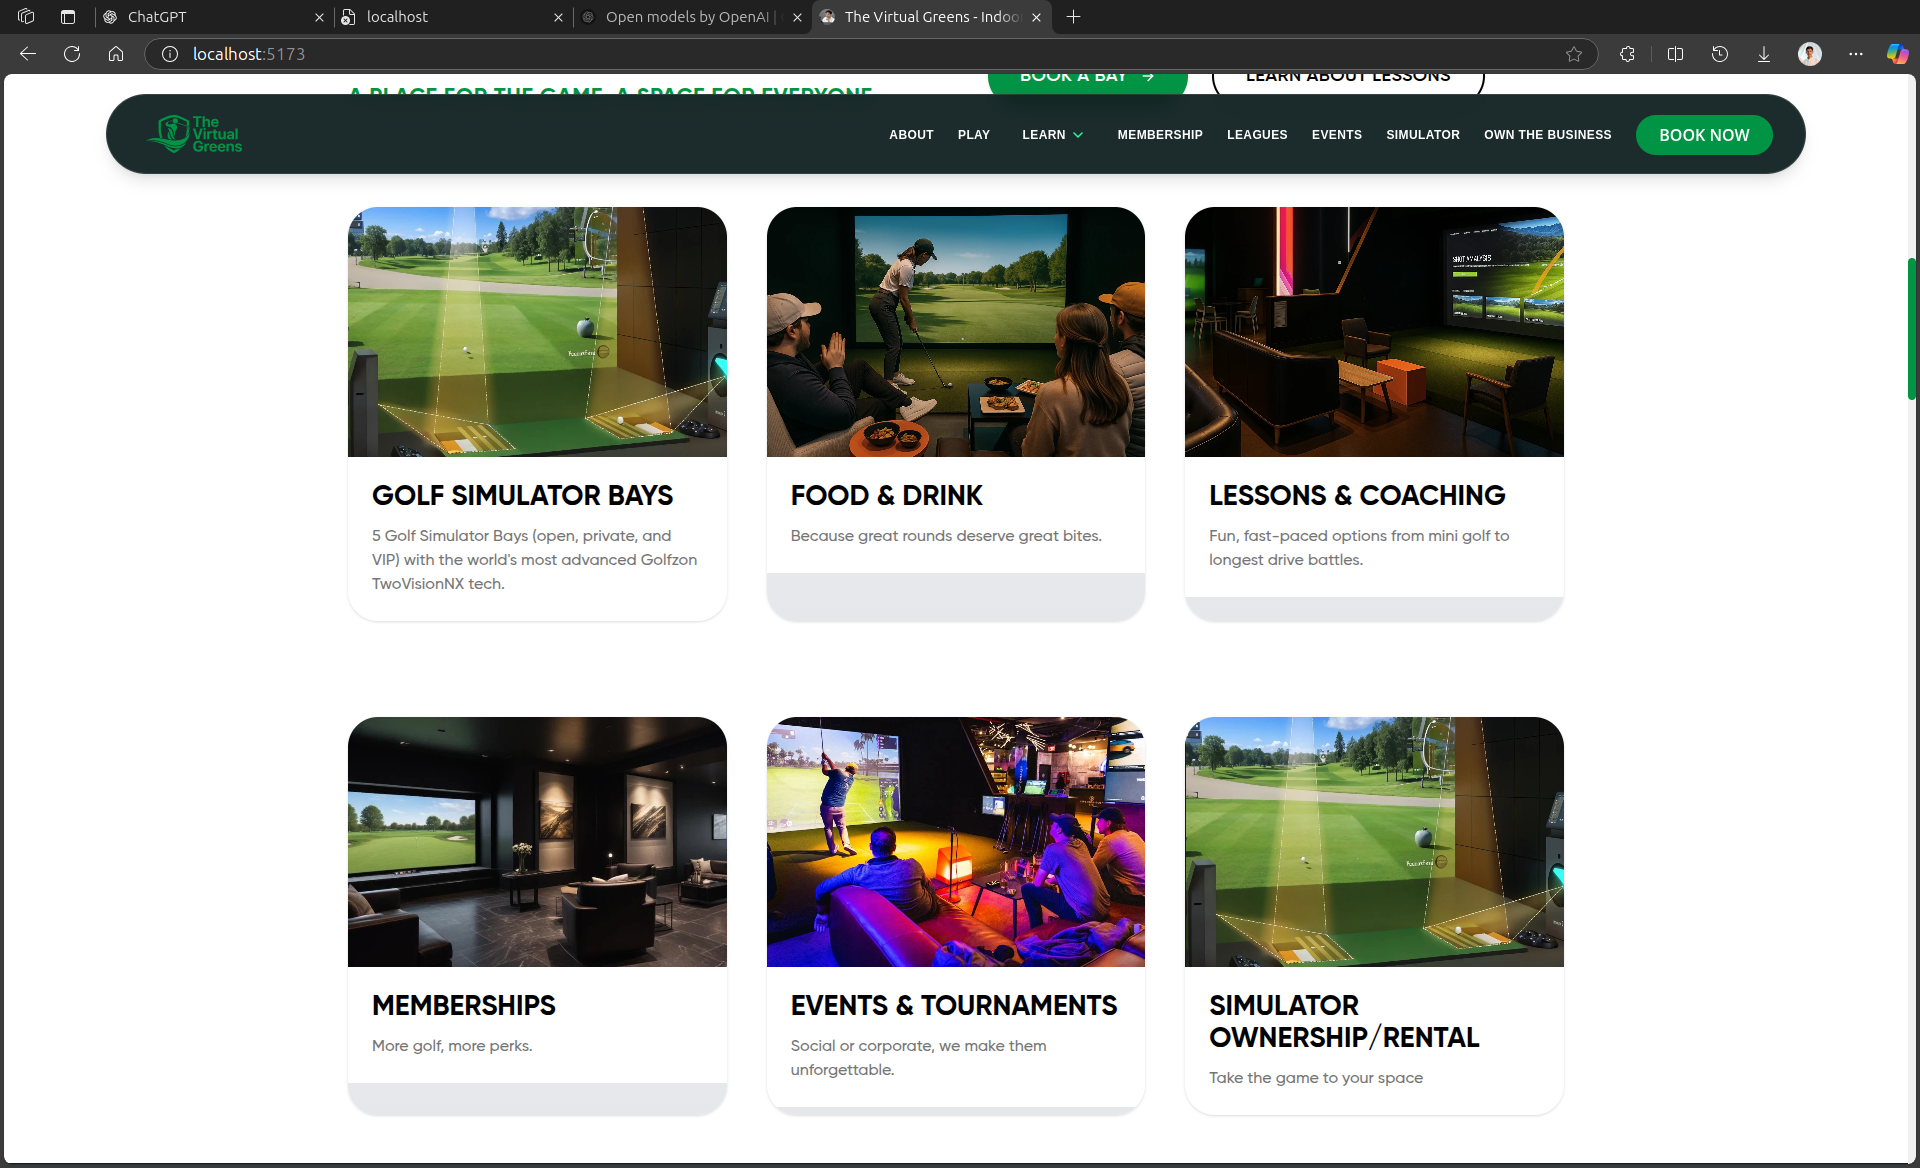 ChatGPT
localhost
Open models by OpenAI |
The Virtual Greens - Indoo
localhost:5173
A PLACE FOR THE GAME. A SPACE FOR EVERYONE
BOOK A BAY →
LEARN ABOUT LESSONS
The
Virtual
Greens
ABOUT
PLAY
LEARN
MEMBERSHIP
LEAGUES
EVENTS
SIMULATOR
OWN THE BUSINESS
BOOK NOW
SHOT ANALYSIS
GOLF SIMULATOR BAYS
5 Golf Simulator Bays (open, private, and
VIP) with the world's most advanced Golfzon
TwoVisionNX tech.
FOOD & DRINK
Because great rounds deserve great bites.
LESSONS & COACHING
Fun, fast-paced options from mini golf to
longest drive battles.
MEMBERSHIPS
More golf, more perks.
EVENTS & TOURNAMENTS
Social or corporate, we make them
unforgettable.
SIMULATOR
OWNERSHIP/RENTAL
Take the game to your space